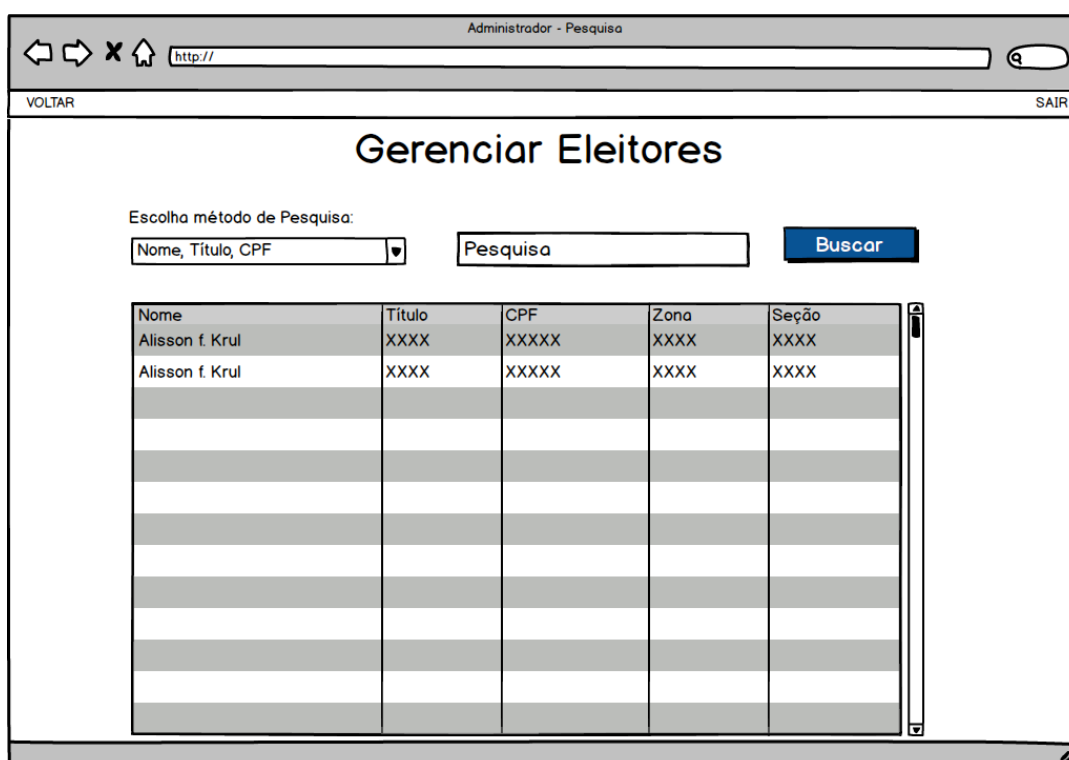 Administrador - Pesquisa
http://
VOLTAR SAIR
Gerenciar Eleitores
Escolha método de Pesquisa:
Nome, Título, CPF Pesquisa Buscar
Nome Título CPF Zona Seção
Alisson f. Krul XXXX XXXXX XXXX XXXX
Alisson f. Krul XXXX XXXXX XXXX XXXX